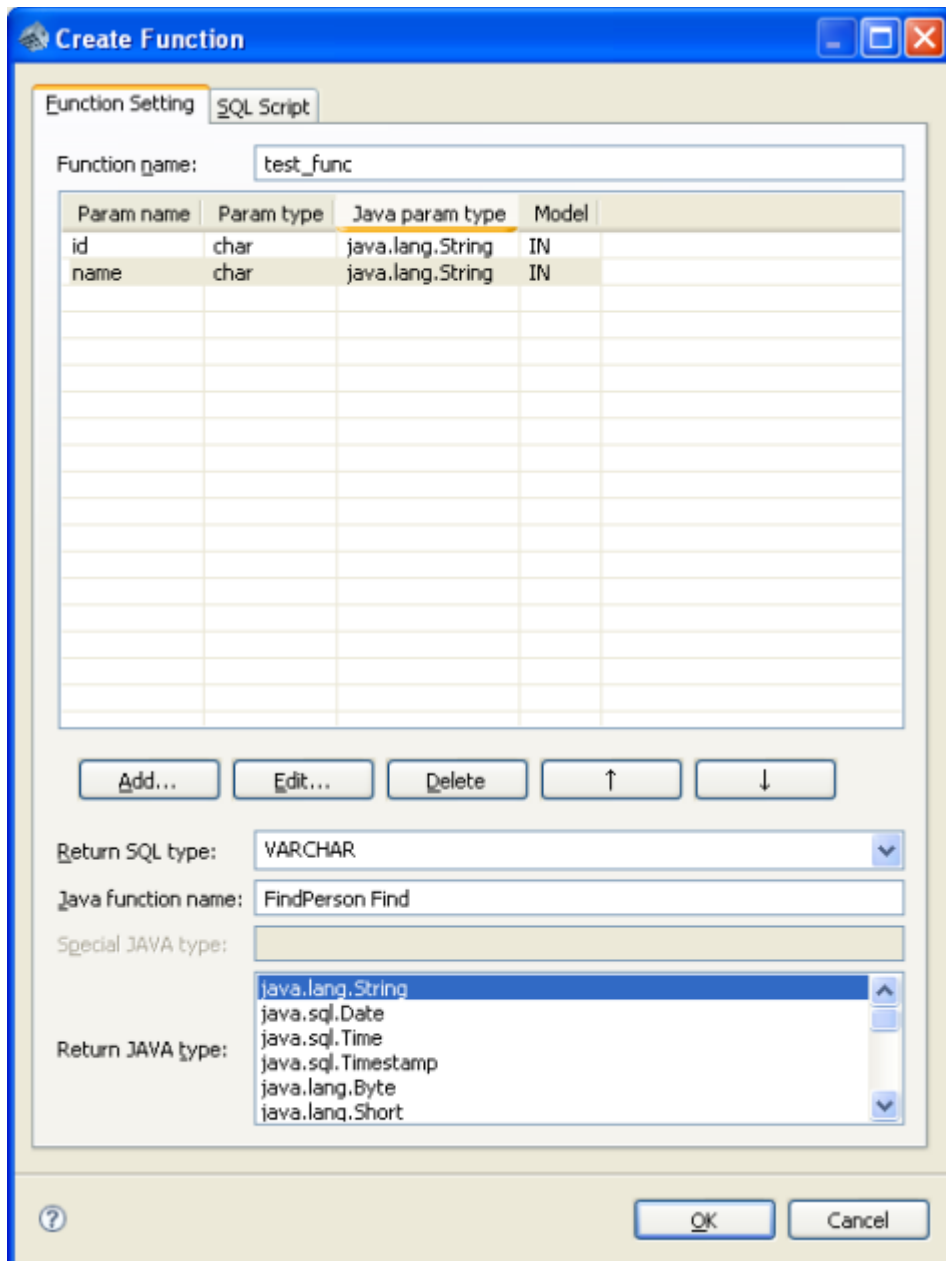 Create Function
Function Setting SQL Script
Function name: test_func
Param name Param type Java param type Model
id char java.lang.String IN
name char java.lang.String IN
Add... Edit... Delete ↑ ↓
Return SQL type: VARCHAR
Java function name: FindPerson Find
Special JAVA type:
java.lang.String
java.sql.Date
java.sql.Time
Return JAVA type:
java.sql.Timestamp
java.lang.Byte
java.lang.Short
? OK Cancel